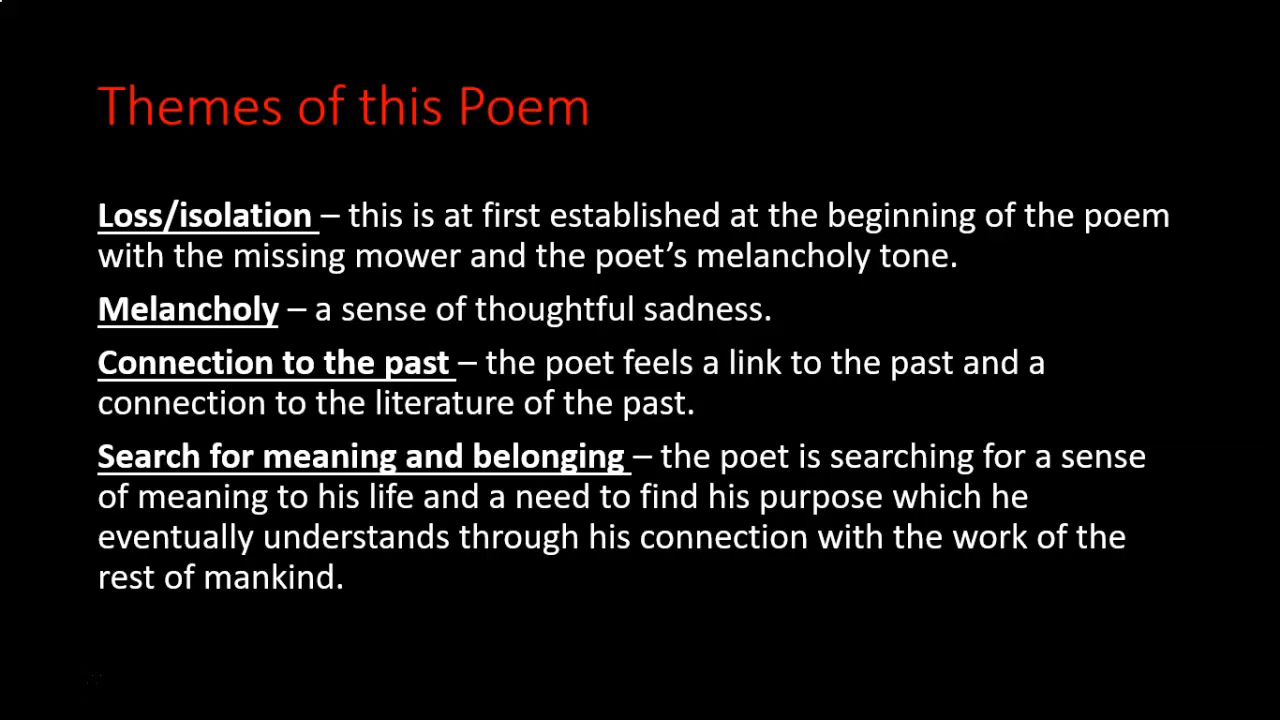 Themes of this Poem
Loss/isolation – this is at first established at the beginning of the poem
with the missing mower and the poet’s melancholy tone.
Melancholy – a sense of thoughtful sadness.
Connection to the past – the poet feels a link to the past and a
connection to the literature of the past.
Search for meaning and belonging – the poet is searching for a sense
of meaning to his life and a need to find his purpose which he
eventually understands through his connection with the work of the
rest of mankind.